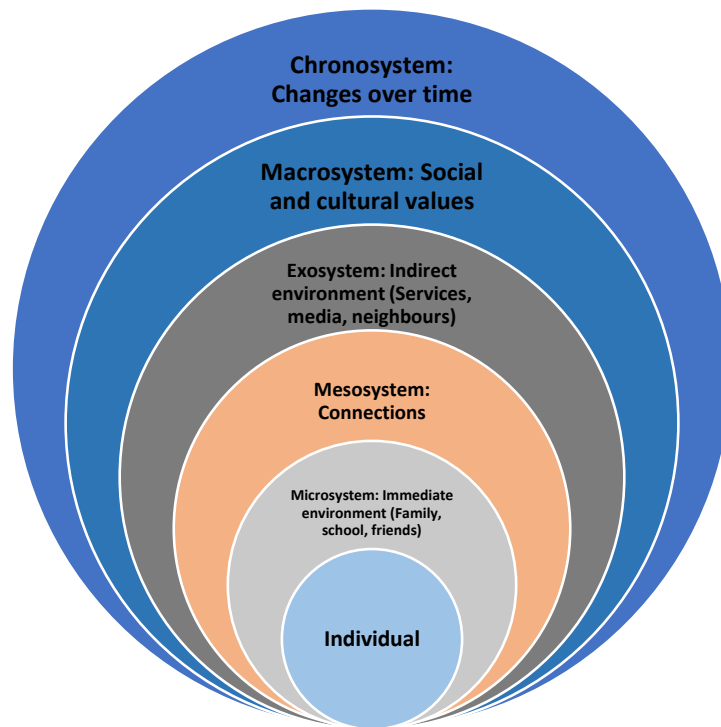 Chronosystem:
Changes over time
Macrosystem: Social
and cultural values
Exosystem: Indirect
environment (Services,
media, neighbours)
Mesosystem:
Connections
Microsystem: Immediate
environment (Family,
school, friends)
Individual